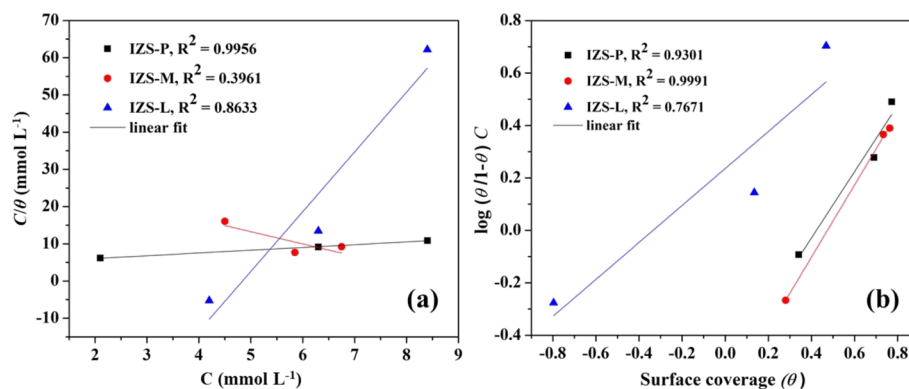 70
60
50
40
30
20
10
0
-10
C/θ (mmol L⁻¹)
IZS-P, R² = 0.9956
IZS-M, R² = 0.3961
IZS-L, R² = 0.8633
linear fit
(a)
2 3 4 5 6 7 8 9
C (mmol L⁻¹)
0.8
0.6
0.4
0.2
0.0
-0.2
-0.4
log (θ/1-θ) C
IZS-P, R² = 0.9301
IZS-M, R² = 0.9991
IZS-L, R² = 0.7671
linear fit
(b)
-0.8 -0.6 -0.4 -0.2 0.0 0.2 0.4 0.6 0.8
Surface coverage (θ)